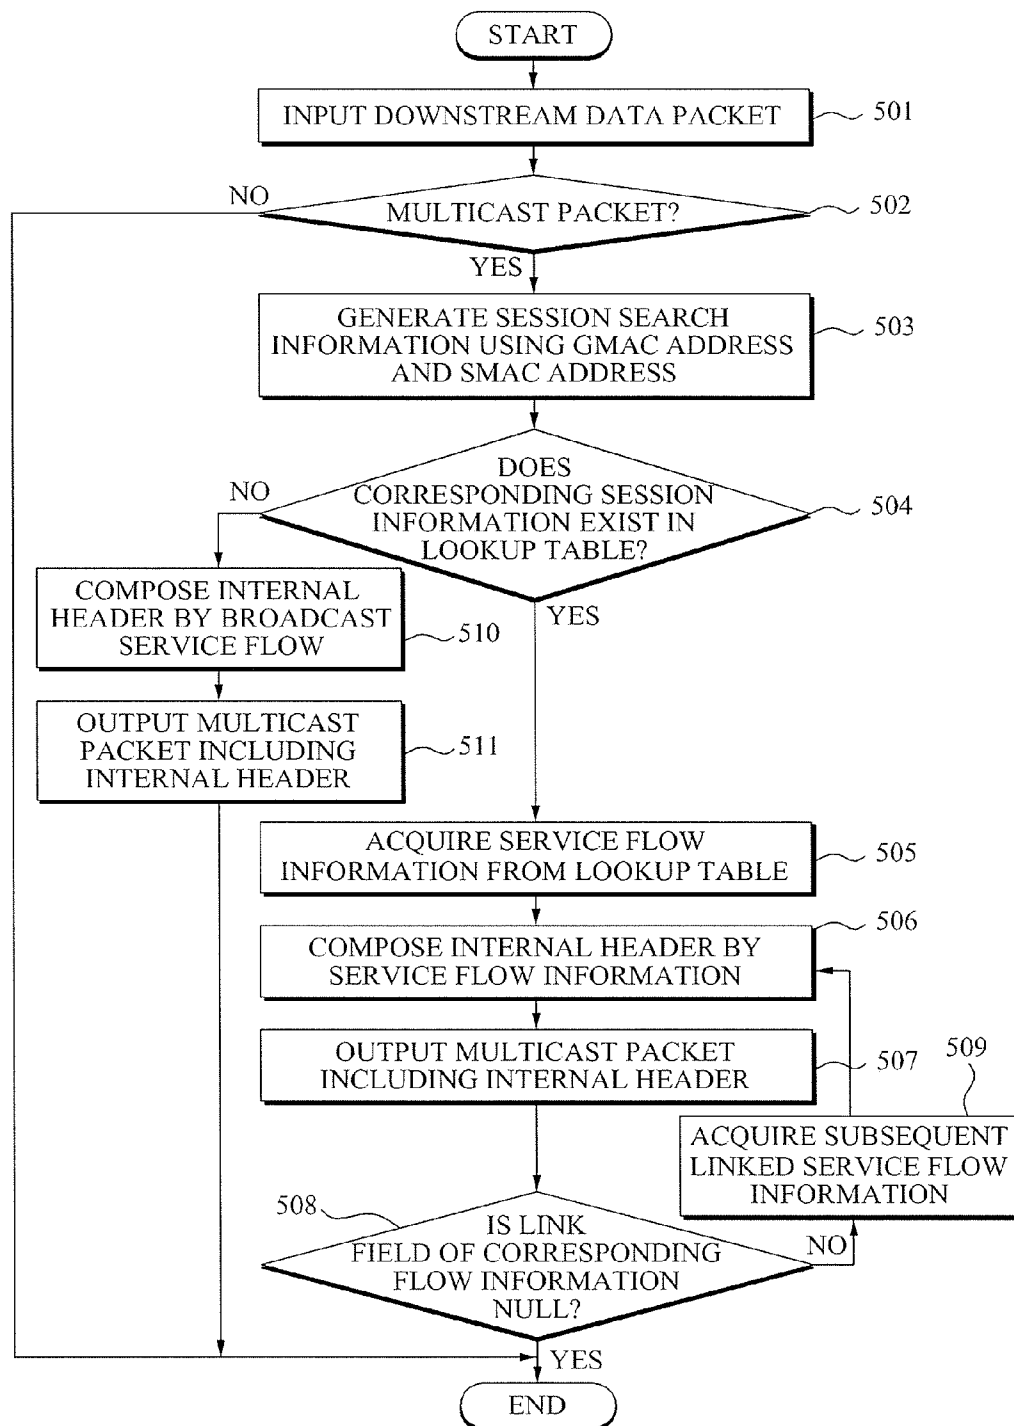 START
INPUT DOWNSTREAM DATA PACKET
501
NO
MULTICAST PACKET?
502
YES
GENERATE SESSION SEARCH
INFORMATION USING GMAC ADDRESS
AND SMAC ADDRESS
503
DOES
CORRESPONDING SESSION
INFORMATION EXIST IN
LOOKUP TABLE?
504
NO
YES
COMPOSE INTERNAL
HEADER BY BROADCAST
SERVICE FLOW
510
OUTPUT MULTICAST
PACKET INCLUDING
INTERNAL HEADER
511
ACQUIRE SERVICE FLOW
INFORMATION FROM LOOKUP TABLE
505
COMPOSE INTERNAL HEADER BY
SERVICE FLOW INFORMATION
506
OUTPUT MULTICAST PACKET
INCLUDING INTERNAL HEADER
507
509
ACQUIRE SUBSEQUENT
LINKED SERVICE FLOW
INFORMATION
508
IS LINK
FIELD OF CORRESPONDING
FLOW INFORMATION
NULL?
NO
YES
END